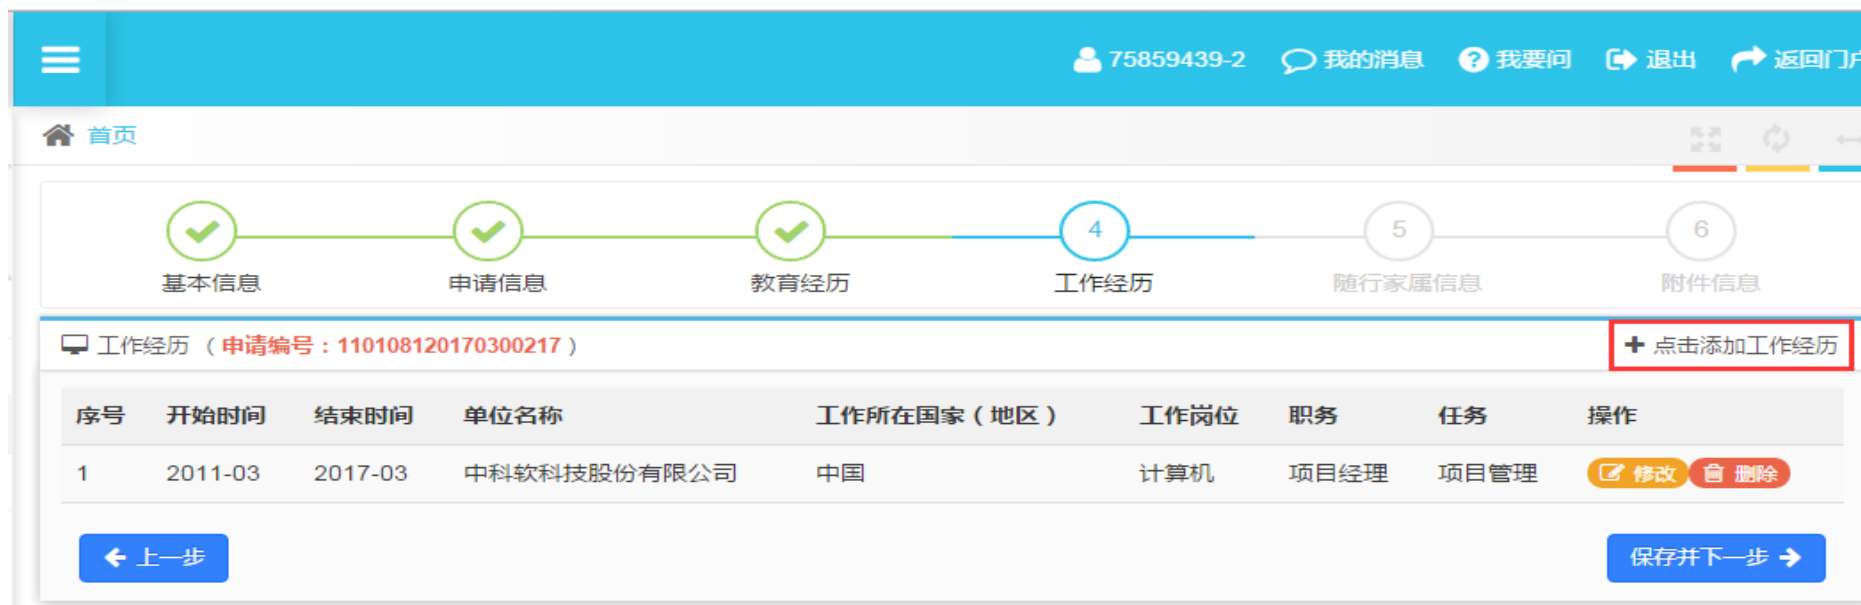 75859439-2 我的消息 我要问 退出 返回门户
首页
4 5 6
基本信息 申请信息 教育经历 工作经历 随行家属信息 附件信息
工作经历 (申请编号:110108120170300217) 点击添加工作经历
序号 开始时间 结束时间 单位名称 工作所在国家(地区) 工作岗位 职务 任务 操作
1 2011-03 2017-03 中科软科技股份有限公司 中国 计算机 项目经理 项目管理 修改 删除
上一步 保存并下一步